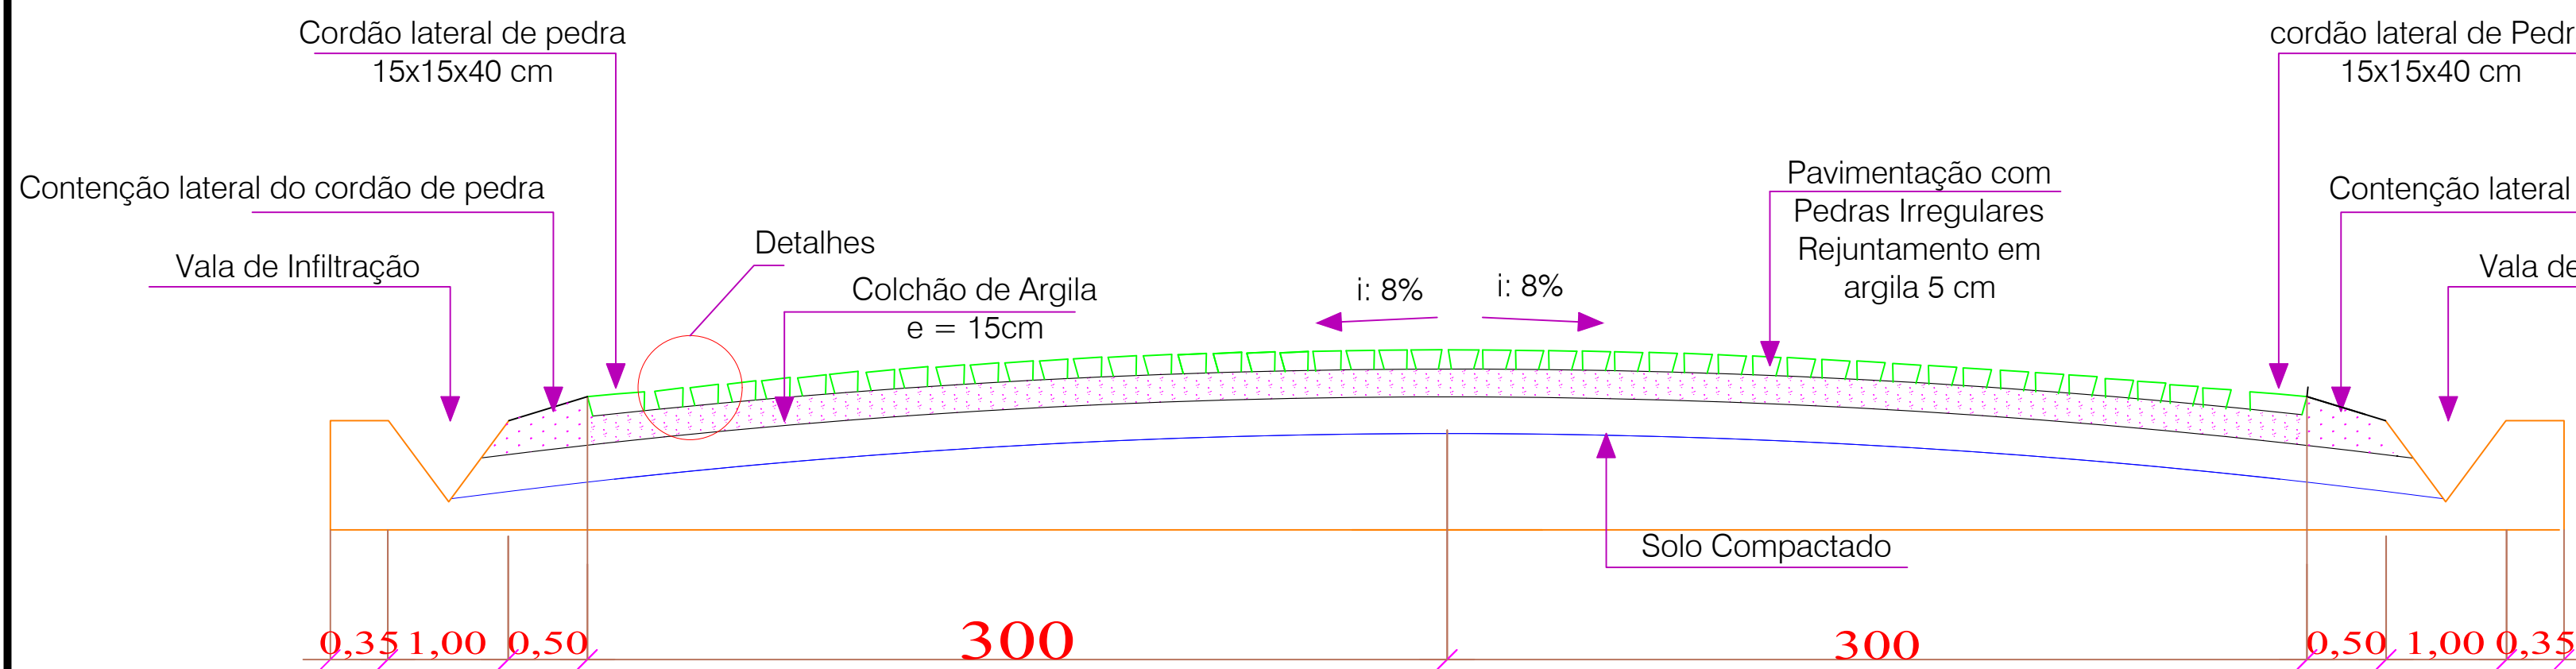 Cordão lateral de pedra
15x15x40 cm
cordão lateral de Pedr
15x15x40 cm
Contenção lateral do cordão de pedra
Pavimentação com
Pedras Irregulares
Rejuntamento em
argila 5 cm
Contenção lateral
Vala de Infiltração
Detalhes
Colchão de Argila
e = 15cm
i: 8%
i: 8%
Vala de
Solo Compactado
0,35 1,00 0,50 300 300 0,50 1,00 0,35